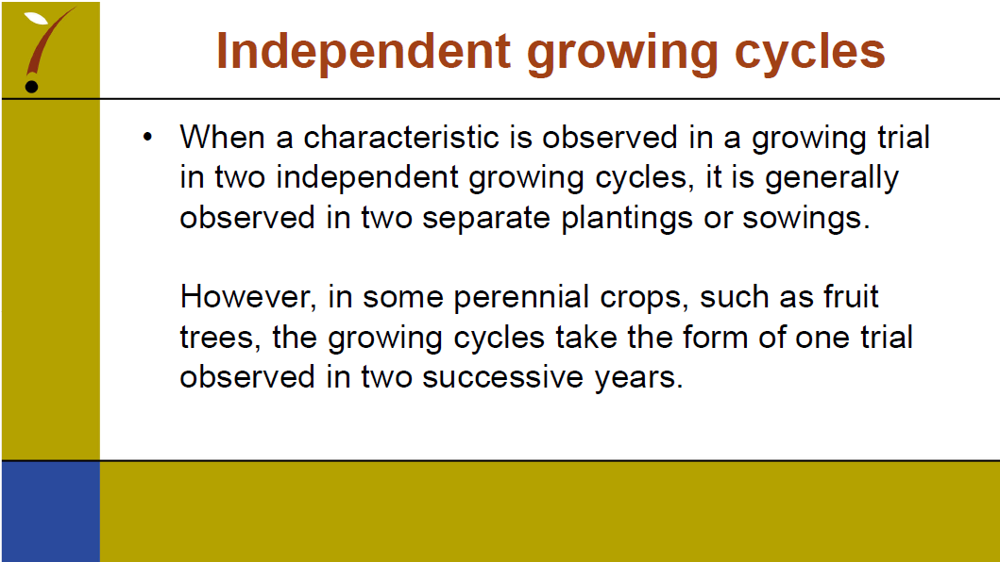 Independent growing cycles
• When a characteristic is observed in a growing trial
in two independent growing cycles, it is generally
observed in two separate plantings or sowings.
However, in some perennial crops, such as fruit
trees, the growing cycles take the form of one trial
observed in two successive years.